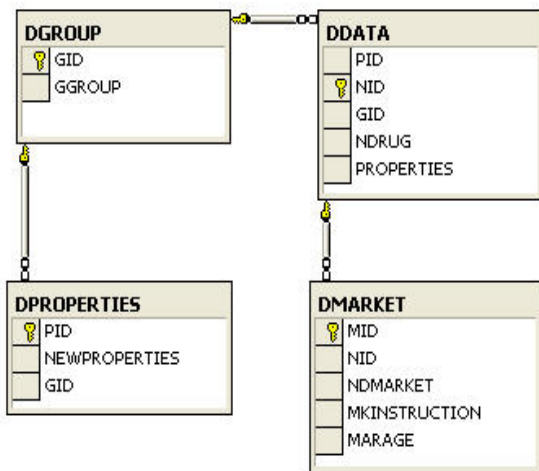 DGROUP
GID
GGROUP
DDATA
PID
NID
GID
NDRUG
PROPERTIES
DPROPERTIES
PID
NEWPROPERTIES
GID
DMARKET
MID
NID
NDMARKET
MKINSTRUCTION
MARAGE